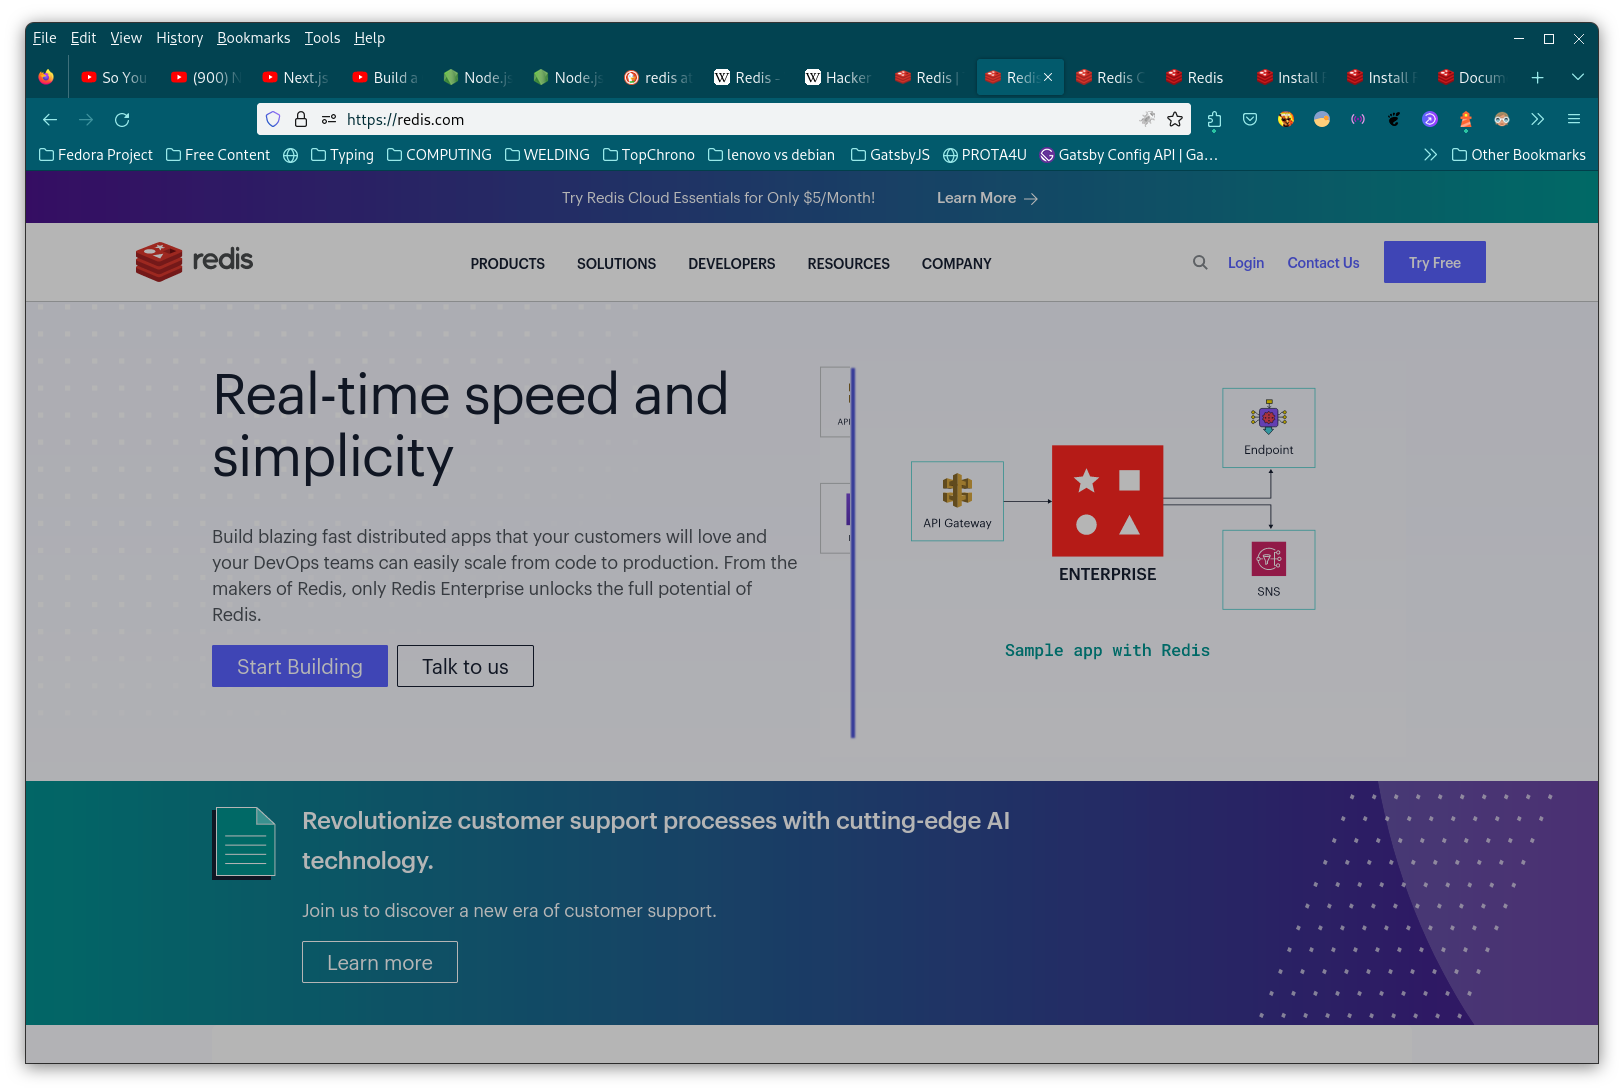 File Edit View History Bookmarks Tools Help
So You (900) Next.js Build a Node.js Node.js redis at Redis - Hacker Redis | Redis Redis Redis Install Install Docum
https://redis.com
Fedora Project Free Content Typing COMPUTING WELDING TopChrono lenovo vs debian GatsbyJS PROTA4U Gatsby Config API | Ga... Other Bookmarks
Try Redis Cloud Essentials for Only $5/Month! Learn More
redis PRODUCTS SOLUTIONS DEVELOPERS RESOURCES COMPANY Login Contact Us Try Free
Real-time speed and
simplicity
Build blazing fast distributed apps that your customers will love and
your DevOps teams can easily scale from code to production. From the
makers of Redis, only Redis Enterprise unlocks the full potential of
Redis.
Start Building Talk to us
API
API Gateway
ENTERPRISE
Endpoint
SNS
Sample app with Redis
Revolutionize customer support processes with cutting-edge AI
technology.
Join us to discover a new era of customer support.
Learn more